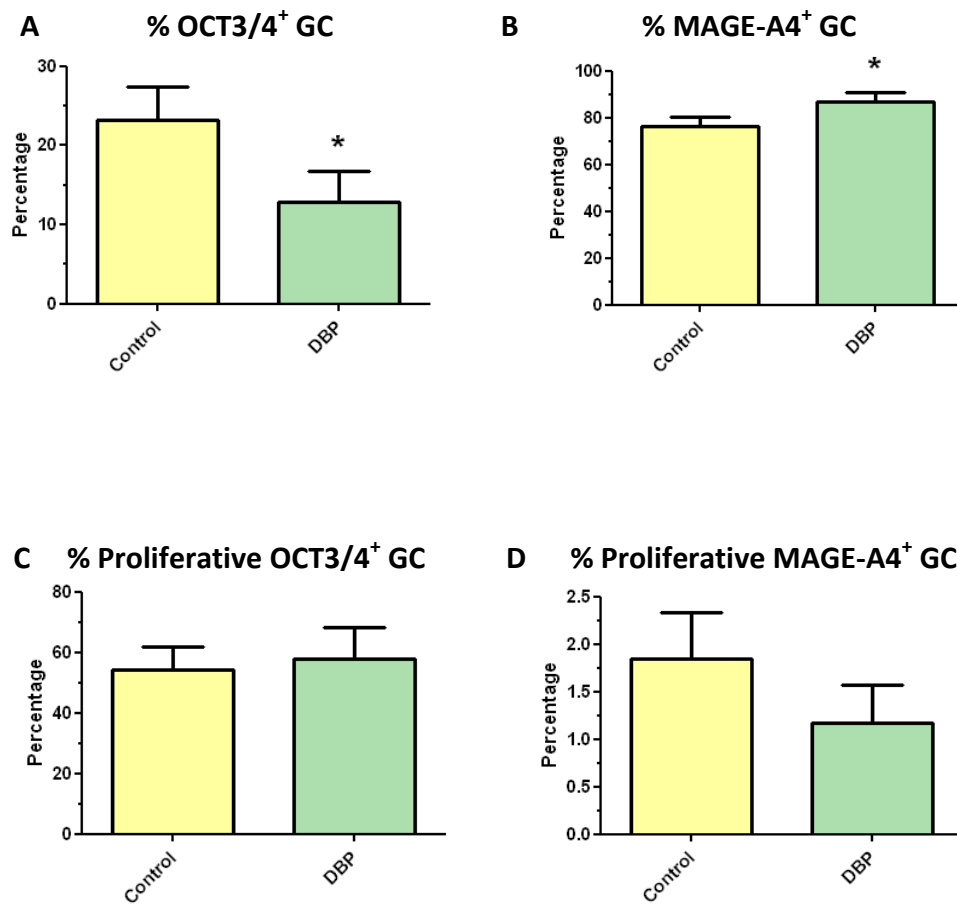 A % OCT3/4⁺ GC
30
20
10
0
Percentage
*
Control
DBP
B % MAGE-A4⁺ GC
100
80
60
40
20
0
Percentage
*
Control
DBP
C % Proliferative OCT3/4⁺ GC
80
60
40
20
0
Percentage
Control
DBP
D % Proliferative MAGE-A4⁺ GC
2.5
2.0
1.5
1.0
0.5
0.0
Percentage
Control
DBP